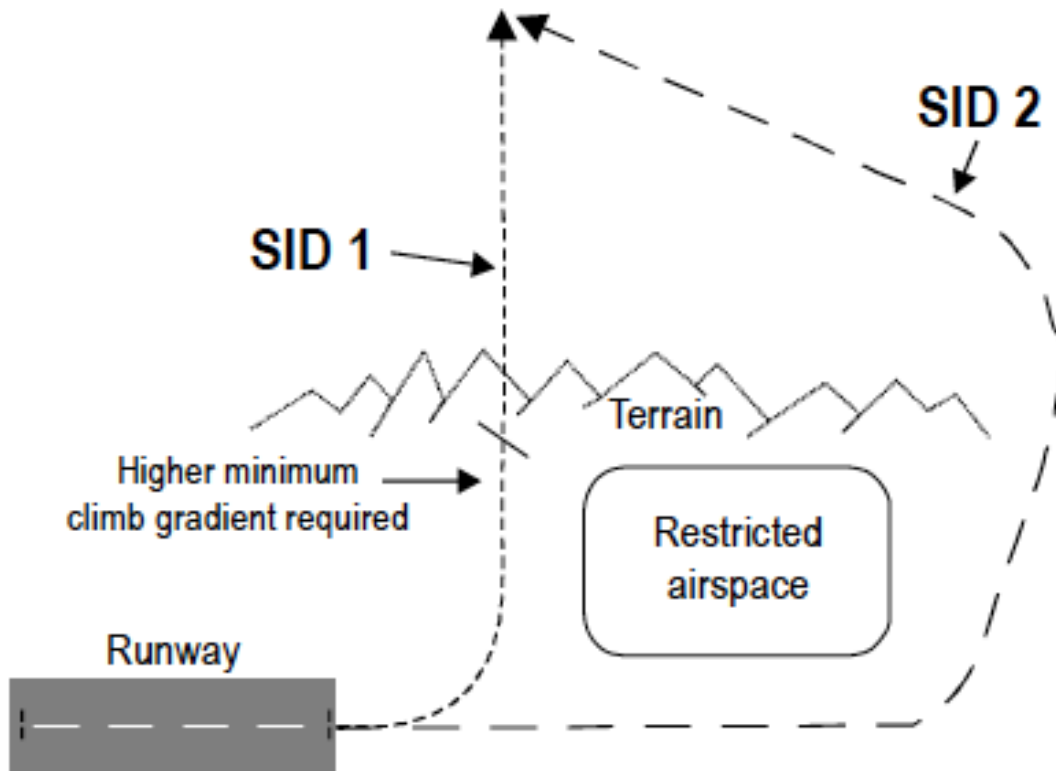 SID 2
SID 1
Terrain
Higher minimum
climb gradient required
Restricted
airspace
Runway